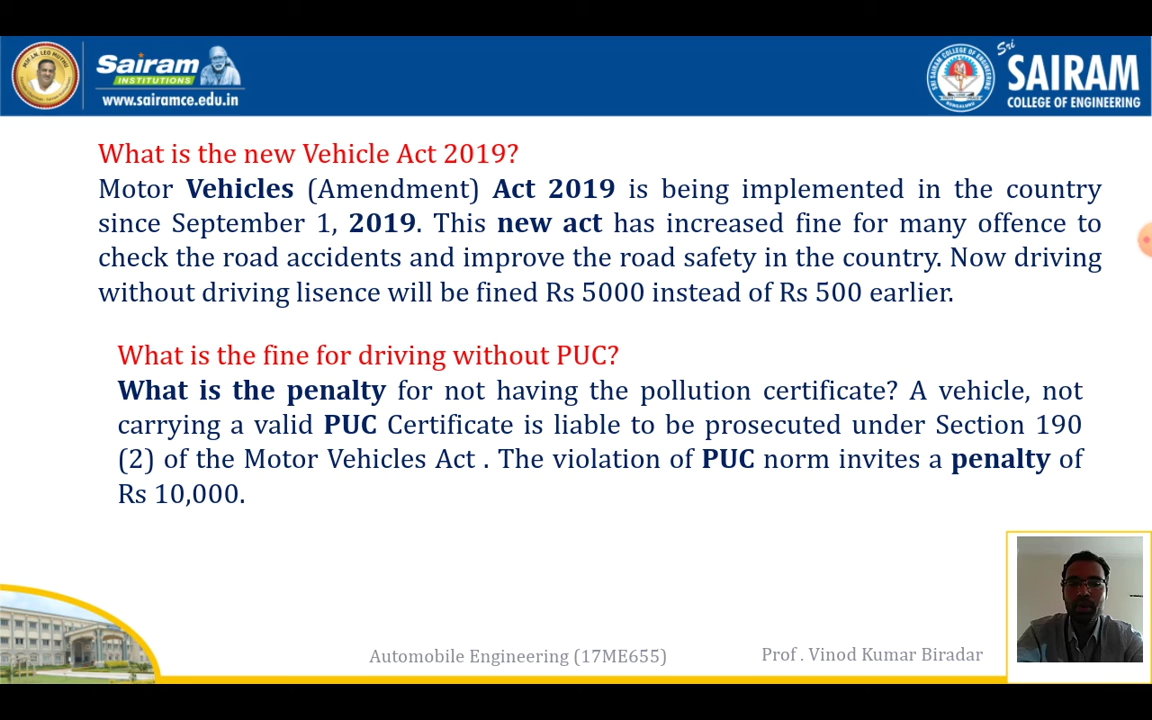 Sairam
INSTITUTIONS
www.sairamce.edu.in
Sri
SAIRAM
COLLEGE OF ENGINEERING
What is the new Vehicle Act 2019?
Motor Vehicles (Amendment) Act 2019 is being implemented in the country
since September 1, 2019. This new act has increased fine for many offence to
check the road accidents and improve the road safety in the country. Now driving
without driving lisence will be fined Rs 5000 instead of Rs 500 earlier.
What is the fine for driving without PUC?
What is the penalty for not having the pollution certificate? A vehicle, not
carrying a valid PUC Certificate is liable to be prosecuted under Section 190
(2) of the Motor Vehicles Act . The violation of PUC norm invites a penalty of
Rs 10,000.
Automobile Engineering (17ME655)
Prof . Vinod Kumar Biradar